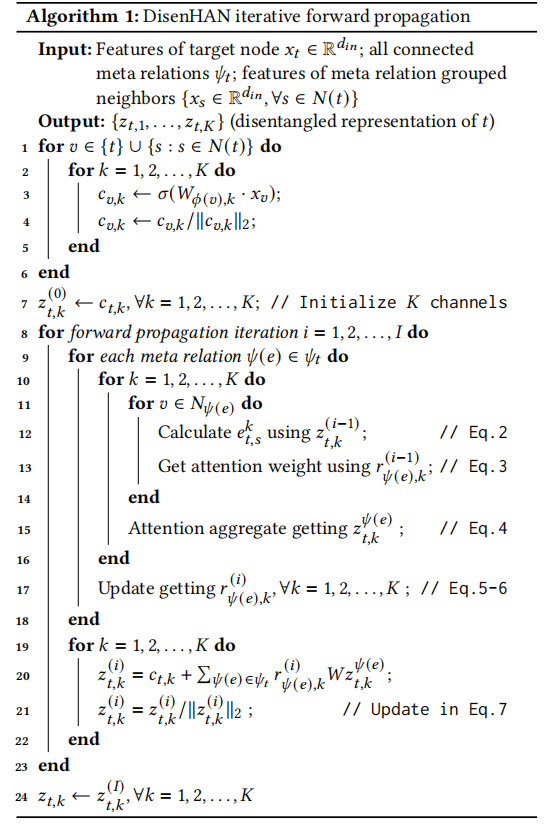 Algorithm 1: DisenHAN iterative forward propagation
Input: Features of target node $x_t \in \mathbb{R}^{d_{in}}$; all connected
meta relations $\psi_t$; features of meta relation grouped
neighbors $\{x_s \in \mathbb{R}^{d_{in}}, \forall s \in N(t)\}$
Output: $\{z_{t,1}, \ldots, z_{t,K}\}$ (disentangled representation of $t$)
1 for $v \in \{t\} \cup \{s : s \in N(t)\}$ do
2 for $k = 1, 2, \ldots, K$ do
3 $c_{v,k} \leftarrow \sigma(W_{\phi(v),k} \cdot x_v)$;
4 $c_{v,k} \leftarrow c_{v,k} / \|c_{v,k}\|_2$;
5 end
6 end
7 $z_{t,k}^{(0)} \leftarrow c_{t,k}, \forall k = 1, 2, \ldots, K$; // Initialize $K$ channels
8 for forward propagation iteration $i = 1, 2, \ldots, I$ do
9 for each meta relation $\psi(e) \in \psi_t$ do
10 for $k = 1, 2, \ldots, K$ do
11 for $v \in N_{\psi(e)}$ do
12 Calculate $e_{t,s}^{k}$ using $z_{t,k}^{(i-1)}$; // Eq.2
13 Get attention weight using $r_{\psi(e),k}^{(i-1)}$; // Eq.3
14 end
15 Attention aggregate getting $z_{t,k}^{\psi(e)}$ ; // Eq.4
16 end
17 Update getting $r_{\psi(e),k}^{(i)}, \forall k = 1, 2, \ldots, K$ ; // Eq.5-6
18 end
19 for $k = 1, 2, \ldots, K$ do
20 $z_{t,k}^{(i)} = c_{t,k} + \sum_{\psi(e) \in \psi_t} r_{\psi(e),k}^{(i)} W z_{t,k}^{\psi(e)}$;
21 $z_{t,k}^{(i)} = z_{t,k}^{(i)} / \|z_{t,k}^{(i)}\|_2$ ; // Update in Eq.7
22 end
23 end
24 $z_{t,k} \leftarrow z_{t,k}^{(I)}, \forall k = 1, 2, \ldots, K$